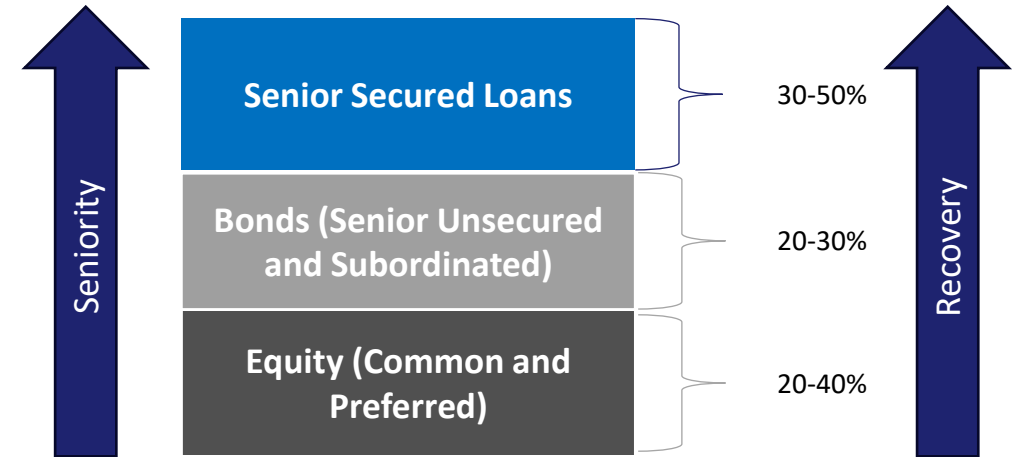 Seniority
Senior Secured Loans
30-50%
Bonds (Senior Unsecured
and Subordinated)
20-30%
Equity (Common and
Preferred)
20-40%
Recovery